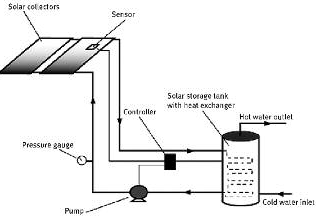 Solar collectors
Sensor
Solar storage tank
with heat exchanger
Controller
Hot water outlet
Pressure gauge
Cold water inlet
Pump